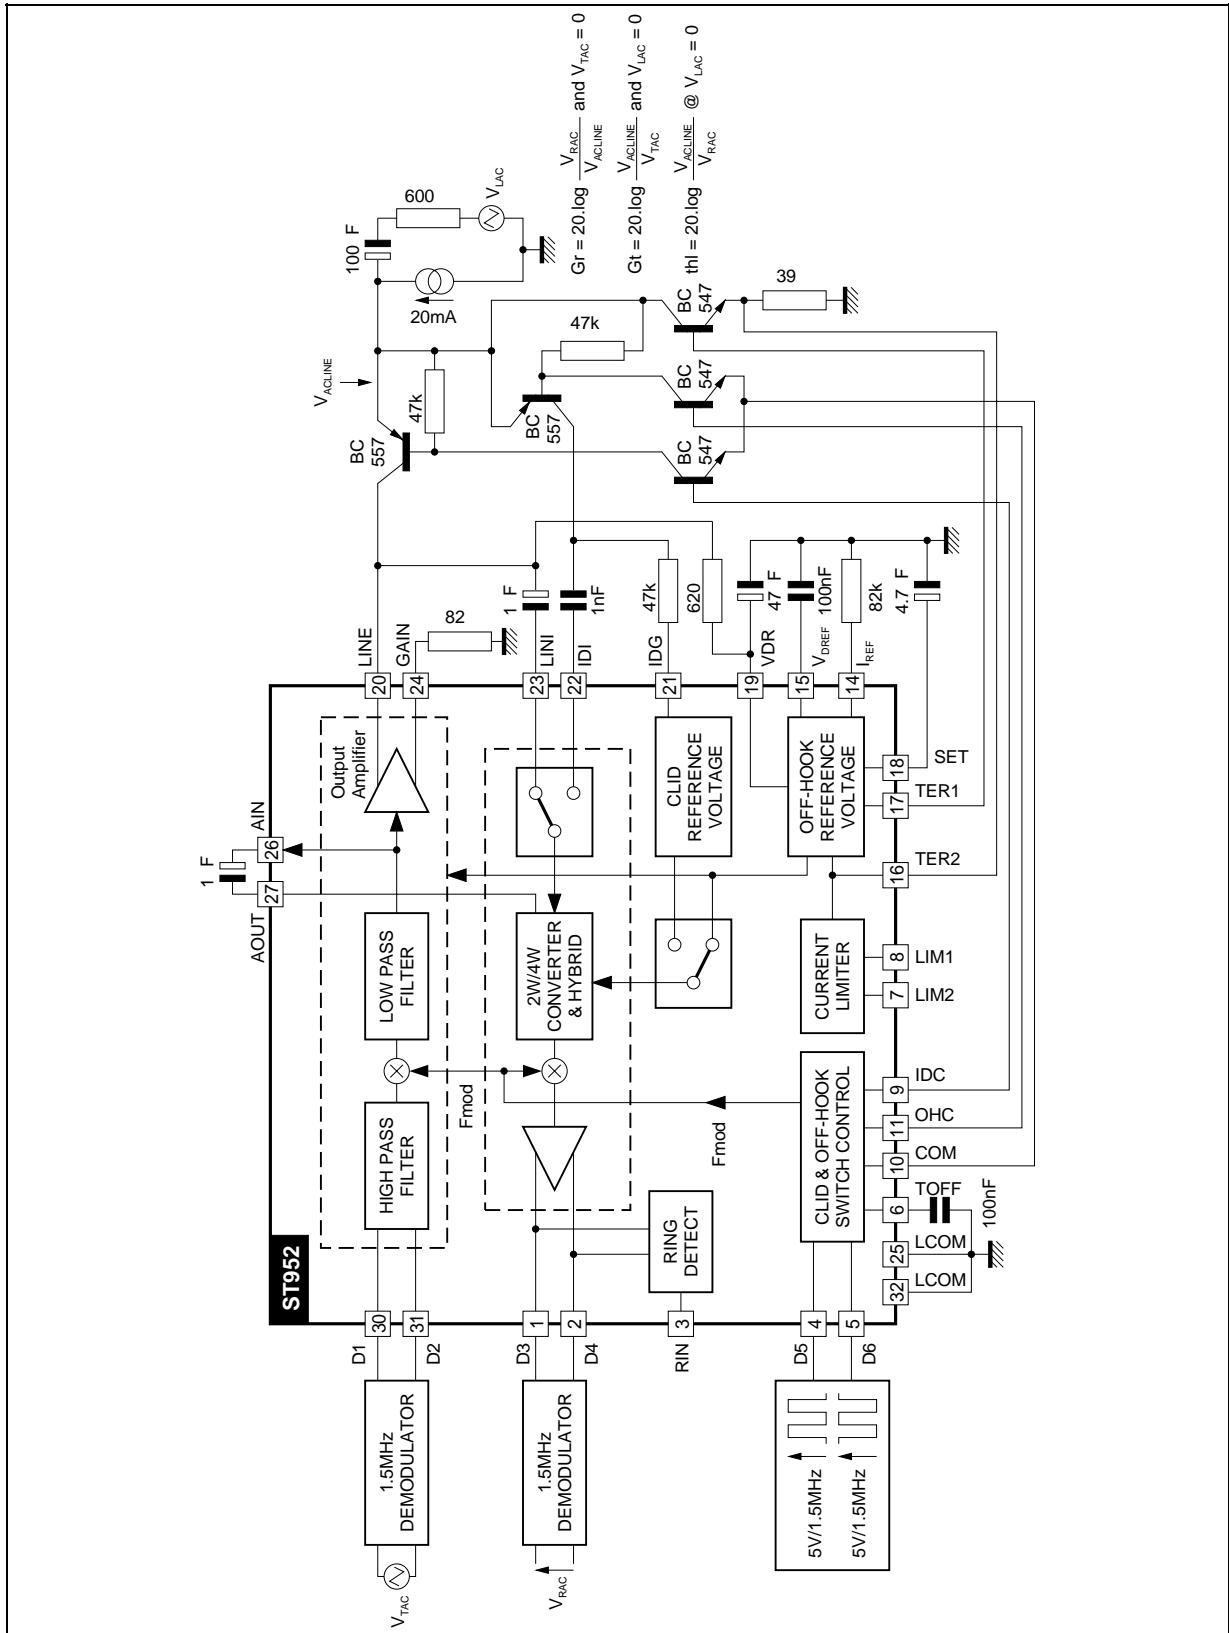 ST952
V_TAC
1.5MHz
DEMODULATOR
D1
D2
30
31
HIGH PASS
FILTER
Fmod
LOW PASS
FILTER
AOUT
27
1 F
26
AIN
Output
Amplifier
20
LINE
24
GAIN
82
V_RAC
1.5MHz
DEMODULATOR
D3
D4
1
2
RING
DETECT
RIN
3
2W/4W
CONVERTER
& HYBRID
23
LINI
22
IDI
1 F
1nF
CLID
REFERENCE
VOLTAGE
21
IDG
47k
620
19
VDR
47 F
OFF-HOOK
REFERENCE
VOLTAGE
15
V_DREF
100nF
14
I_REF
82k
4.7 F
18
SET
17
TER1
16
TER2
CURRENT
LIMITER
8
LIM1
7
LIM2
5V/1.5MHz
5V/1.5MHz
D5
D6
4
5
CLID & OFF-HOOK
SWITCH CONTROL
Fmod
9
IDC
11
OHC
10
COM
6
TOFF
100nF
25
LCOM
32
LCOM
BC
557
47k
V_ACLINE
BC
557
47k
BC
547
BC
547
BC
547
39
20mA
100 F
600
V_LAC
Gr = 20.log V_RAC / V_ACLINE and V_TAC = 0
Gt = 20.log V_ACLINE / V_TAC and V_LAC = 0
thl = 20.log V_ACLINE / V_RAC @ V_LAC = 0